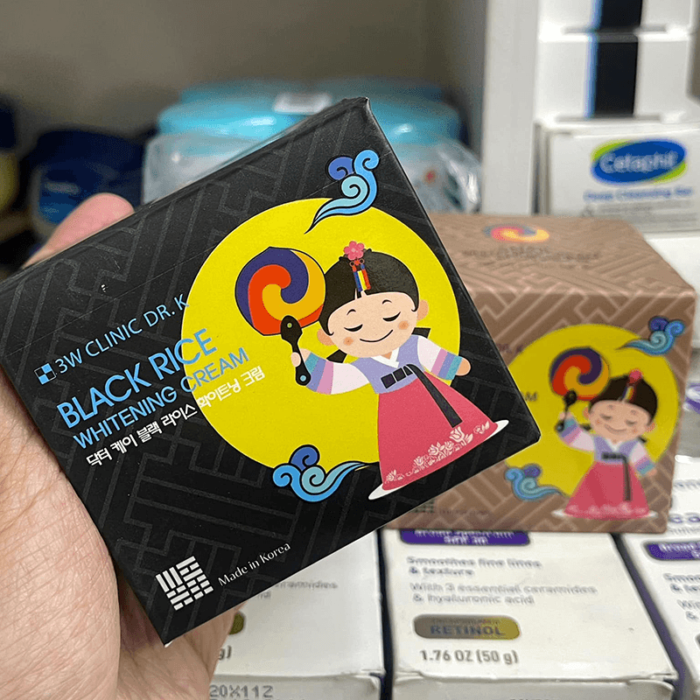 3W CLINIC DR. K
BLACK RICE
WHITENING CREAM
닥터 케이 블랙 라이스 화이트닝 크림
Made in Korea
Cetaphil
Smoothes fine lines
& texture
With 3 essential ceramides
& hyaluronic acid
RETINOL
1.76 OZ (50 g)
20X11Z